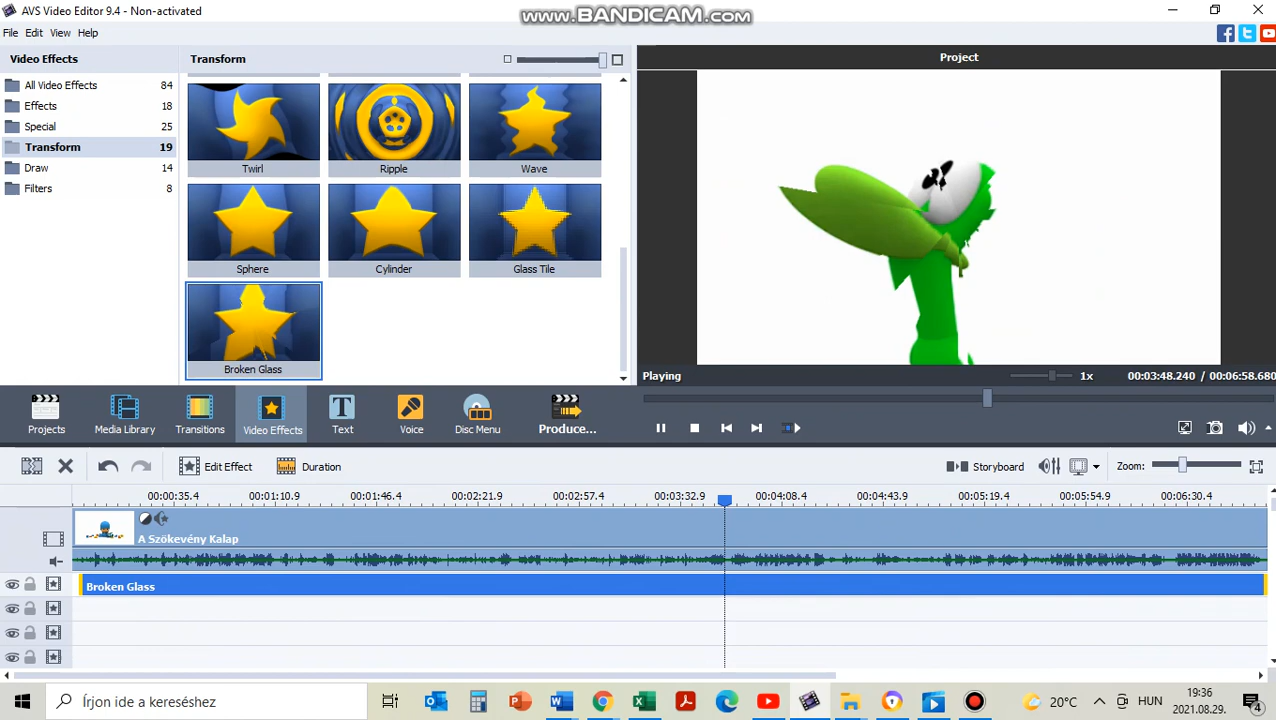 AVS Video Editor 9.4 - Non-activated
www.BANDICAM.com
File Edit View Help
Video Effects
Transform
Project
All Video Effects 84
Effects 18
Special 25
Transform 19
Draw 14
Filters 8
Twirl
Ripple
Wave
Sphere
Cylinder
Glass Tile
Broken Glass
Playing
1x
00:03:48.240 / 00:06:58.680
Projects
Media Library
Transitions
Video Effects
Text
Voice
Disc Menu
Produce...
Edit Effect
Duration
Storyboard
Zoom:
00:00:35.4 00:01:10.9 00:01:46.4 00:02:21.9 00:02:57.4 00:03:32.9 00:04:08.4 00:04:43.9 00:05:19.4 00:05:54.9 00:06:30.4
A Szökevény Kalap
Broken Glass
Írjon ide a kereséshez
20°C
HUN
19:36
2021.08.29.
4